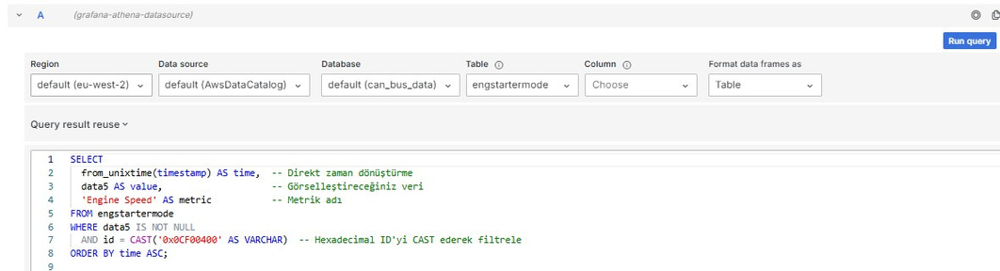 A (grafana-athena-datasource)
Run query
Region Data source Database Table Column Format data frames as
default (eu-west-2) default (AwsDataCatalog) default (can_bus_data) engstartermode Choose Table
Query result reuse
1 SELECT
2 from_unixtime(timestamp) AS time, -- Direkt zaman dönüştürme
3 data5 AS value, -- Görselleştireceğiniz veri
4 'Engine Speed' AS metric -- Metrik adı
5 FROM engstartermode
6 WHERE data5 IS NOT NULL
7 AND id = CAST('0x0CF00400' AS VARCHAR) -- Hexadecimal ID'yi CAST ederek filtrele
8 ORDER BY time ASC;
9